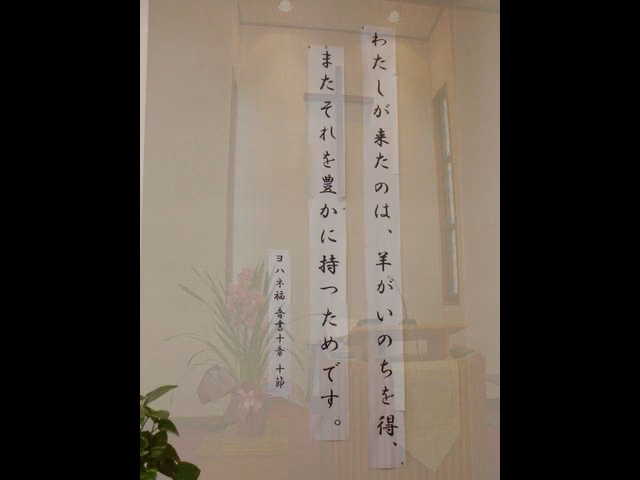 わたしが来たのは、羊がいのちを得、
またそれを豊かに持つためです。
ヨハネ福音書十章 十節